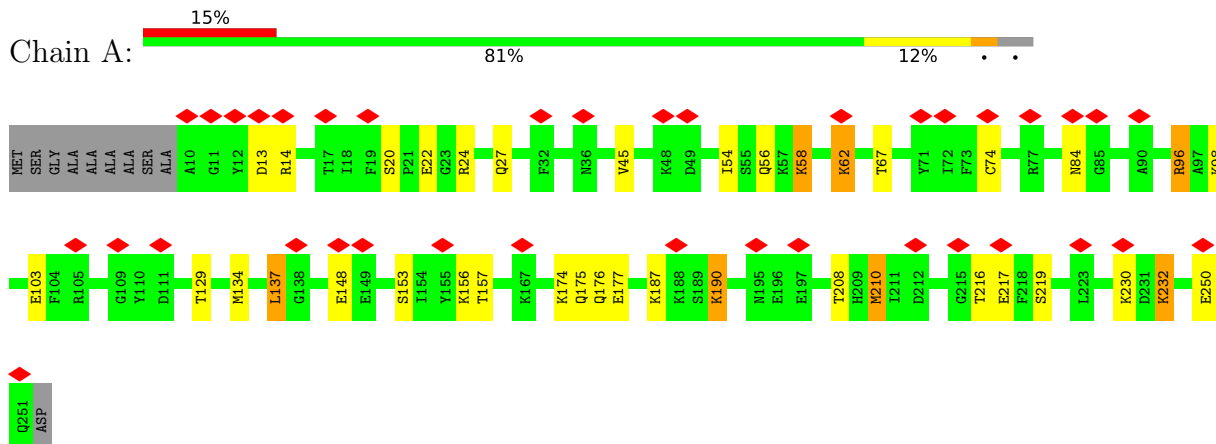 15%
Chain A:
81% 12% • •
MET SER GLY ALA ALA ALA ALA SER ALA A10 G11 Y12 D13 R14 T17 I18 F19 S20 P21 E22 G23 R24 Q27 F32 N36 V45 K48 D49 I54 S55 Q56 K57 K58 K62 T67 Y71 I72 F73 C74 R77 N84 G85 A90 R96 A97 K98
E103 F104 R105 G109 Y110 D111 T129 M134 L137 G138 E148 E149 S153 I154 Y155 K156 T157 K167 K174 Q175 Q176 E177 K187 K188 S189 K190 N195 E196 E197 T208 H209 M210 I211 D212 G215 T216 E217 F218 S219 L223 K230 D231 K232 E250
Q251 ASP